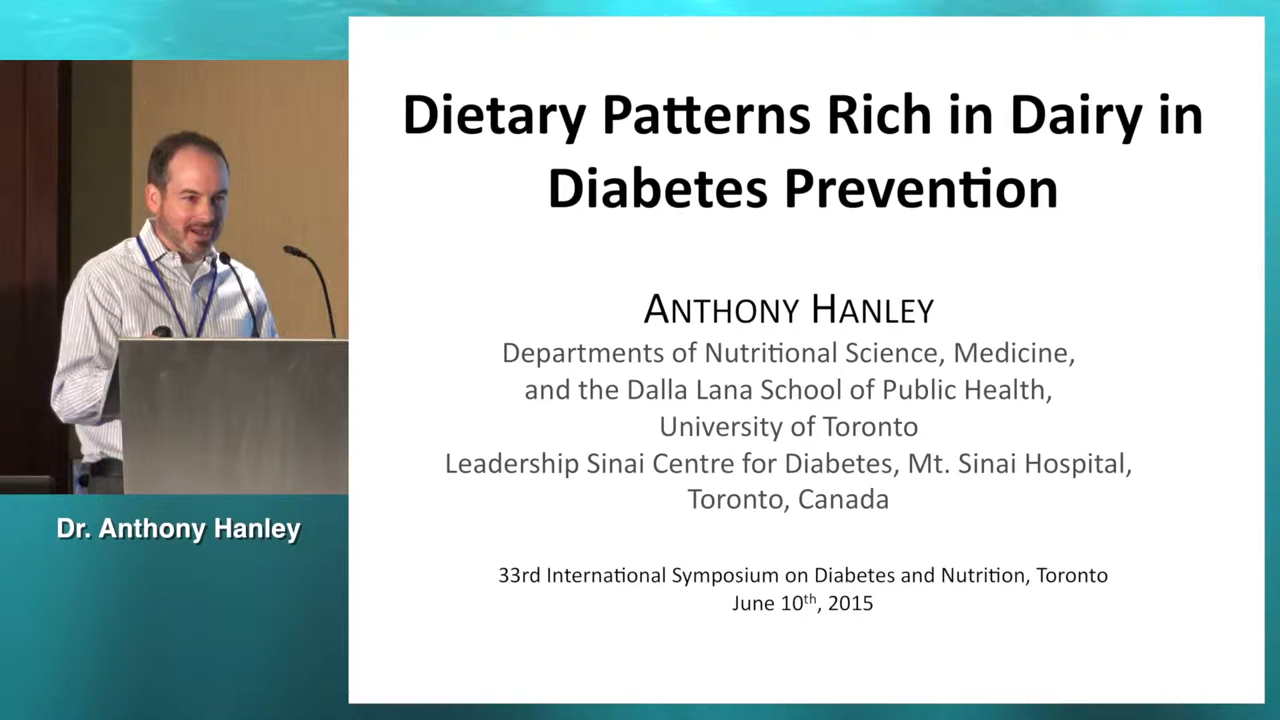 Dietary Patterns Rich in Dairy in
Diabetes Prevention
ANTHONY HANLEY
Departments of Nutritional Science, Medicine,
and the Dalla Lana School of Public Health,
University of Toronto
Leadership Sinai Centre for Diabetes, Mt. Sinai Hospital,
Toronto, Canada
33rd International Symposium on Diabetes and Nutrition, Toronto
June 10th, 2015
Dr. Anthony Hanley